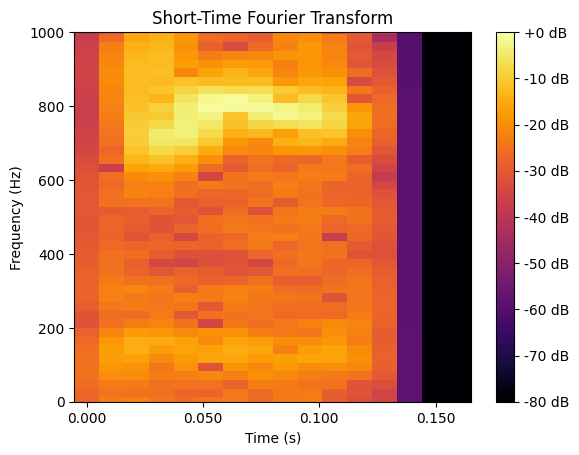 Short-Time Fourier Transform
1000
800
600
400
200
0
Frequency (Hz)
0.000
0.050
0.100
0.150
Time (s)
+0 dB
-10 dB
-20 dB
-30 dB
-40 dB
-50 dB
-60 dB
-70 dB
-80 dB